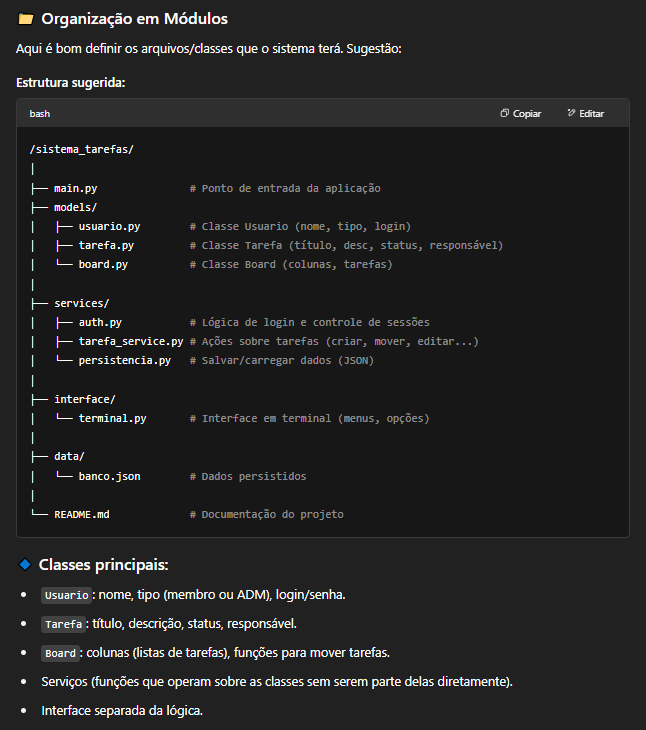 📁 Organização em Módulos
Aqui é bom definir os arquivos/classes que o sistema terá. Sugestão:
Estrutura sugerida:
bash Copiar Editar
/sistema_tarefas/
│
├── main.py # Ponto de entrada da aplicação
├── models/
│ ├── usuario.py # Classe Usuario (nome, tipo, login)
│ ├── tarefa.py # Classe Tarefa (título, desc, status, responsável)
│ └── board.py # Classe Board (colunas, tarefas)
│
├── services/
│ ├── auth.py # Lógica de login e controle de sessões
│ ├── tarefa_service.py # Ações sobre tarefas (criar, mover, editar...)
│ └── persistencia.py # Salvar/carregar dados (JSON)
│
├── interface/
│ └── terminal.py # Interface em terminal (menus, opções)
│
├── data/
│ └── banco.json # Dados persistidos
│
└── README.md # Documentação do projeto
🔹 Classes principais:
• Usuario: nome, tipo (membro ou ADM), login/senha.
• Tarefa: título, descrição, status, responsável.
• Board: colunas (listas de tarefas), funções para mover tarefas.
• Serviços (funções que operam sobre as classes sem serem parte delas diretamente).
• Interface separada da lógica.